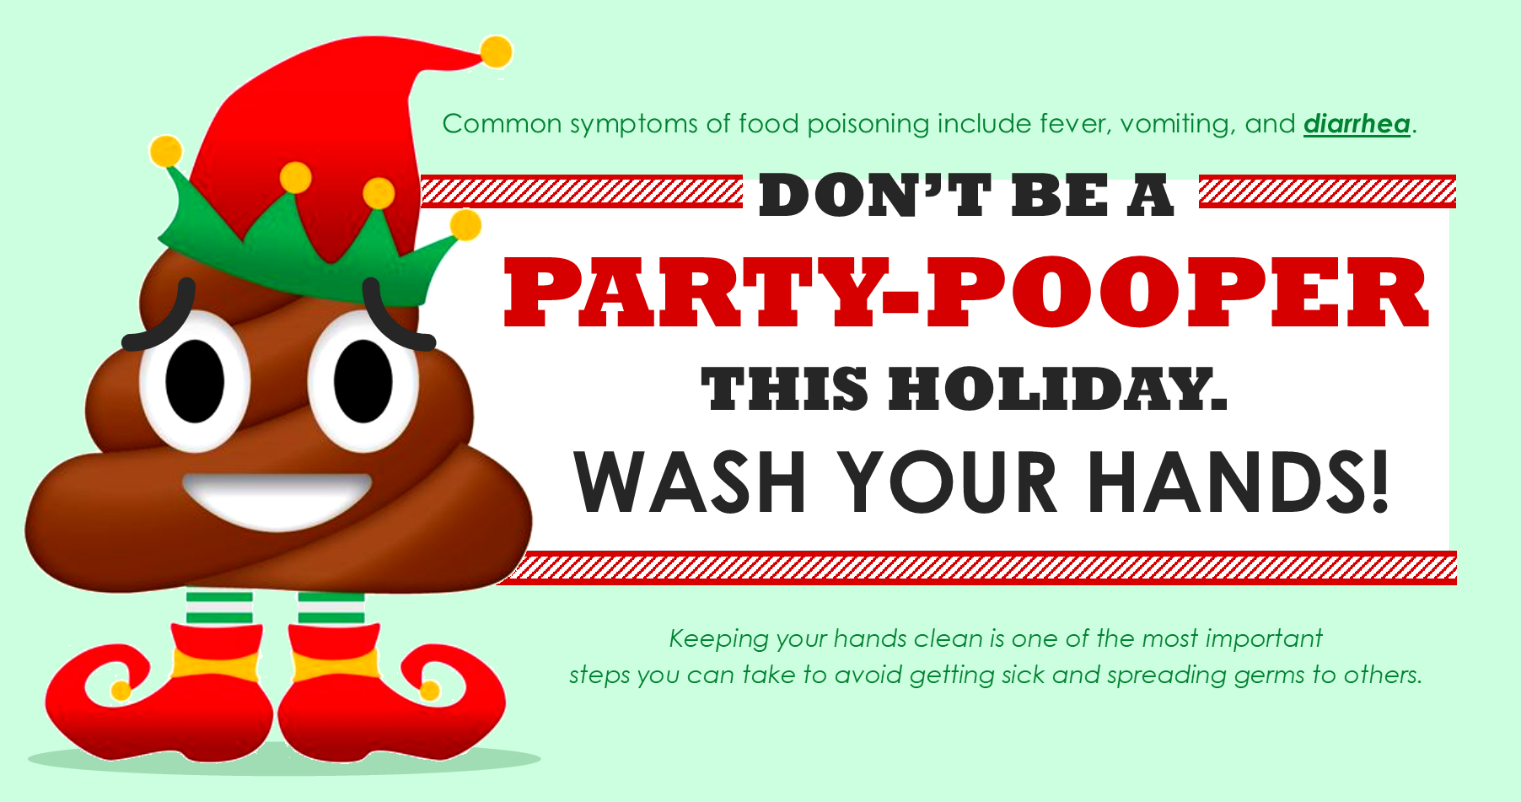 Common symptoms of food poisoning include fever, vomiting, and diarrhea.
DON’T BE A
PARTY-POOPER
THIS HOLIDAY.
WASH YOUR HANDS!
Keeping your hands clean is one of the most important
steps you can take to avoid getting sick and spreading germs to others.